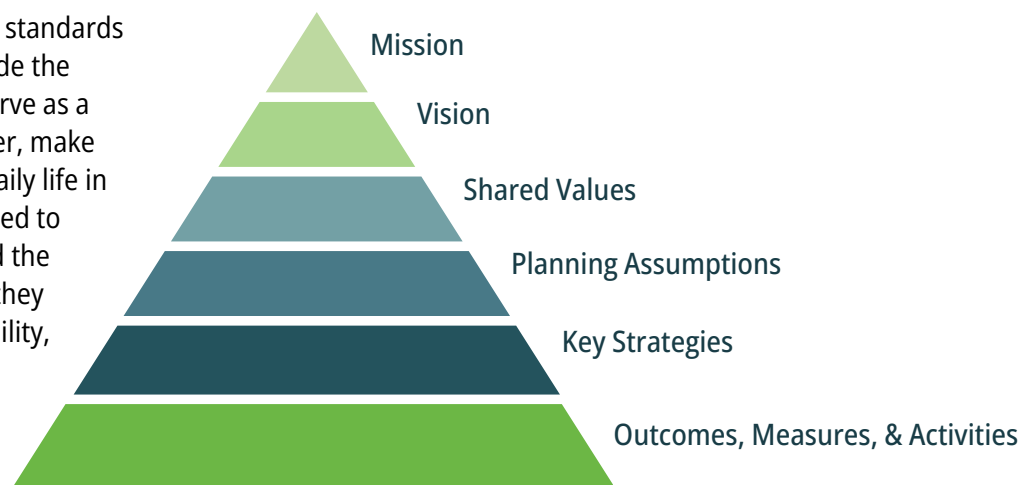 standards
de the
rve as a
er, make
aily life in
ed to
d the
they
ility,
Mission
Vision
Shared Values
Planning Assumptions
Key Strategies
Outcomes, Measures, & Activities